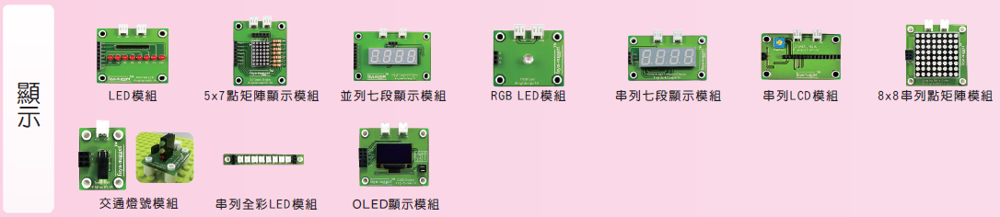 顯示
LED模組
5x7點矩陣顯示模組
並列七段顯示模組
RGB LED模組
串列七段顯示模組
串列LCD模組
8x8串列點矩陣模組
交通燈號模組
串列全彩LED模組
OLED顯示模組